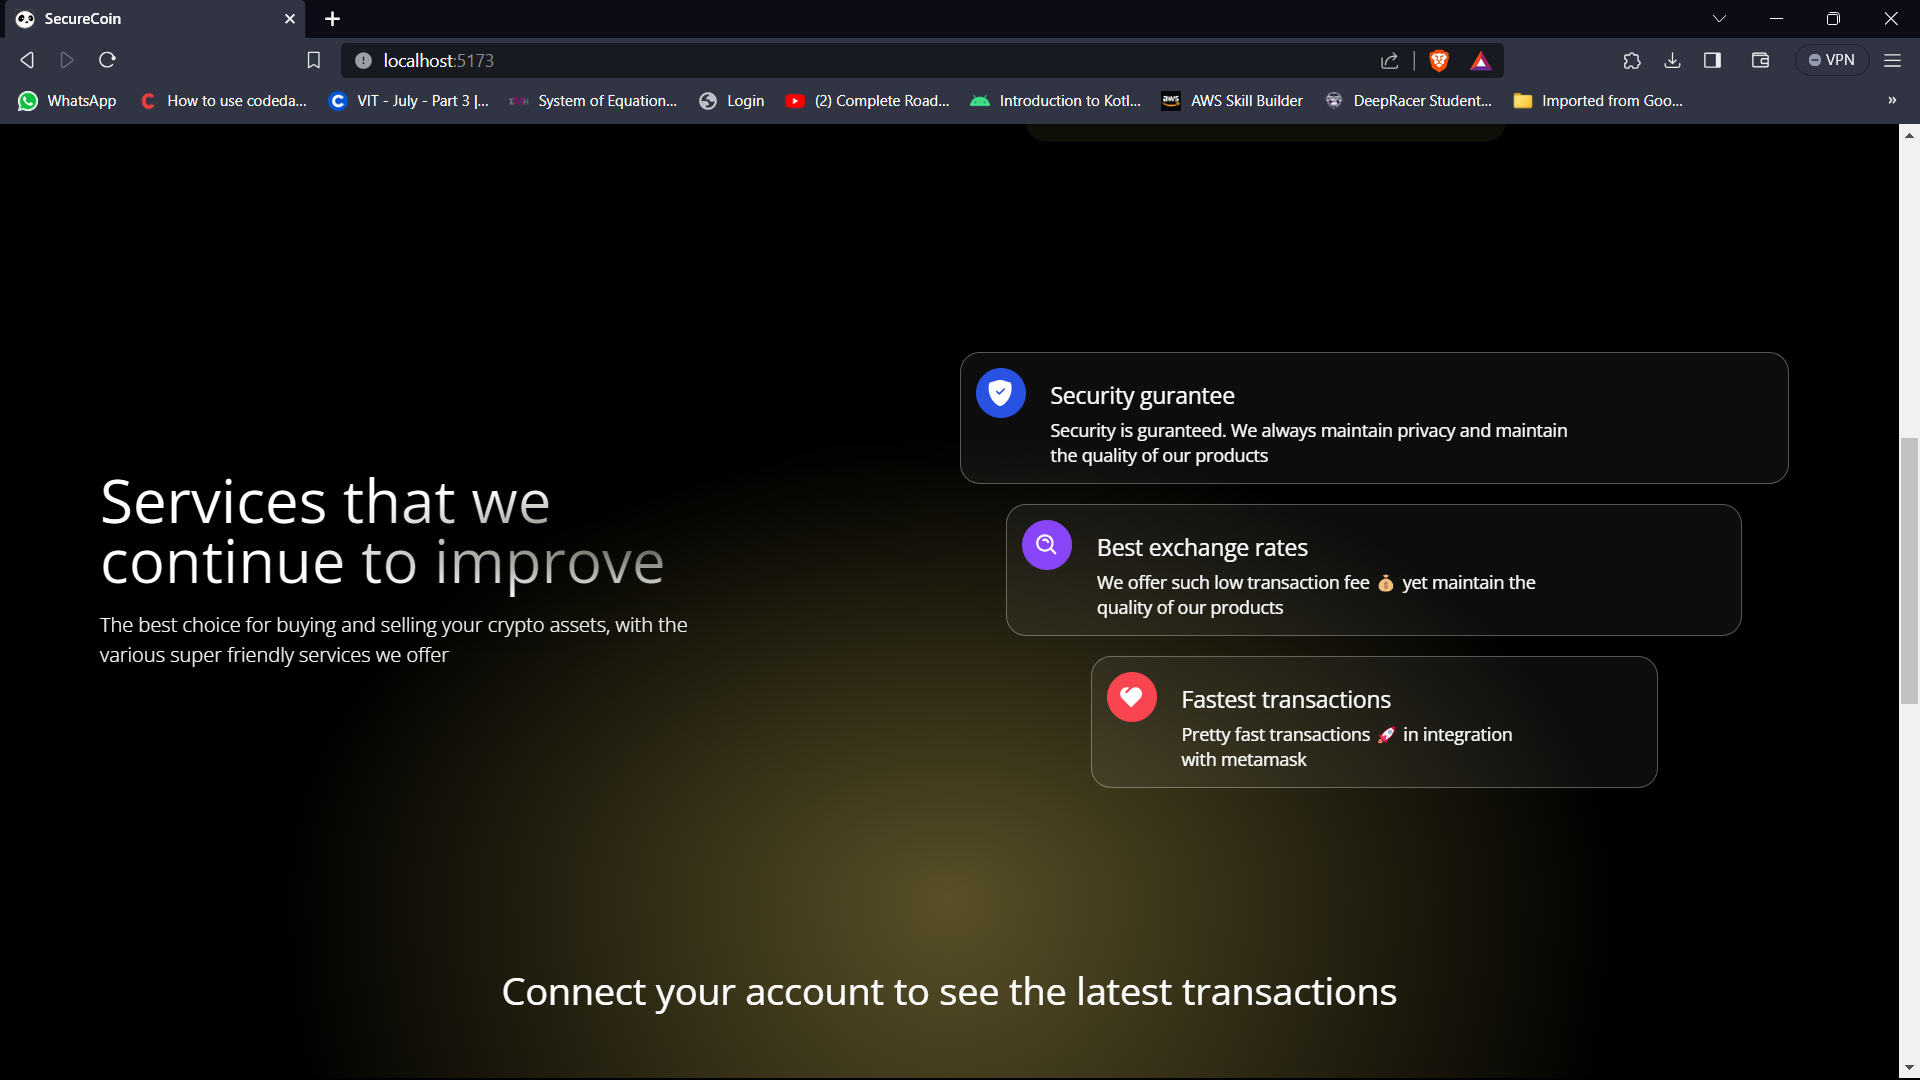 SecureCoin
localhost:5173
VPN
WhatsApp
How to use codeda...
VIT - July - Part 3 |...
System of Equation...
Login
(2) Complete Road...
Introduction to Kotl...
aws
AWS Skill Builder
DeepRacer Student...
Imported from Goo...
»
Services that we
continue to improve
The best choice for buying and selling your crypto assets, with the
various super friendly services we offer
Security gurantee
Security is guranteed. We always maintain privacy and maintain
the quality of our products
Best exchange rates
We offer such low transaction fee 💰 yet maintain the
quality of our products
Fastest transactions
Pretty fast transactions 🚀 in integration
with metamask
Connect your account to see the latest transactions